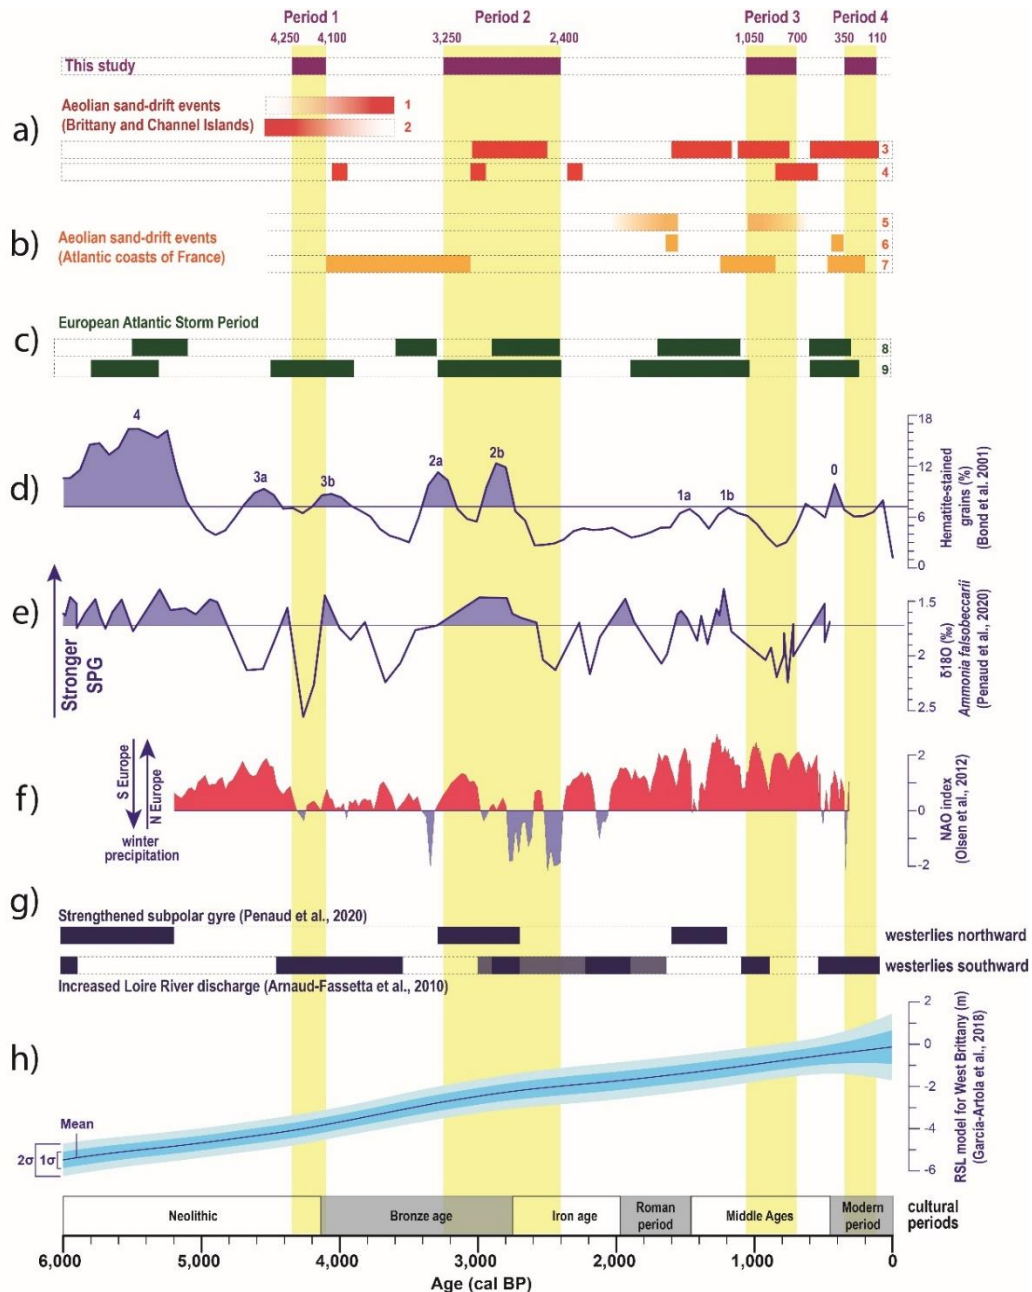 Period 1
Period 2
Period 3
Period 4
4,250
4,100
3,250
2,400
1,050
700
350
110
This study
a)
Aeolian sand-drift events
(Brittany and Channel Islands)
1
2
3
4
b)
Aeolian sand-drift events
(Atlantic coasts of France)
5
6
7
c)
European Atlantic Storm Period
8
9
d)
4
3a
3b
2a
2b
1a
1b
0
18
12
6
0
Hematite-stained
grains (%)
(Bond et al. 2001)
e)
Stronger
SPG
1.5
2
2.5
δ18O (‰)
Ammonia falsobeccarii
(Penaud et al., 2020)
f)
S Europe
N Europe
winter
precipitation
2
0
-2
NAO index
(Olsen et al., 2012)
g)
Strengthened subpolar gyre (Penaud et al., 2020)
westerlies northward
westerlies southward
Increased Loire River discharge (Arnaud-Fassetta et al., 2010)
h)
Mean
2σ
1σ
2
0
-2
-4
-6
RSL model for West Brittany (m)
(García-Artola et al., 2018)
Neolithic
Bronze age
Iron age
Roman
period
Middle Ages
Modern
period
cultural
periods
6,000
5,000
4,000
3,000
2,000
1,000
0
Age (cal BP)